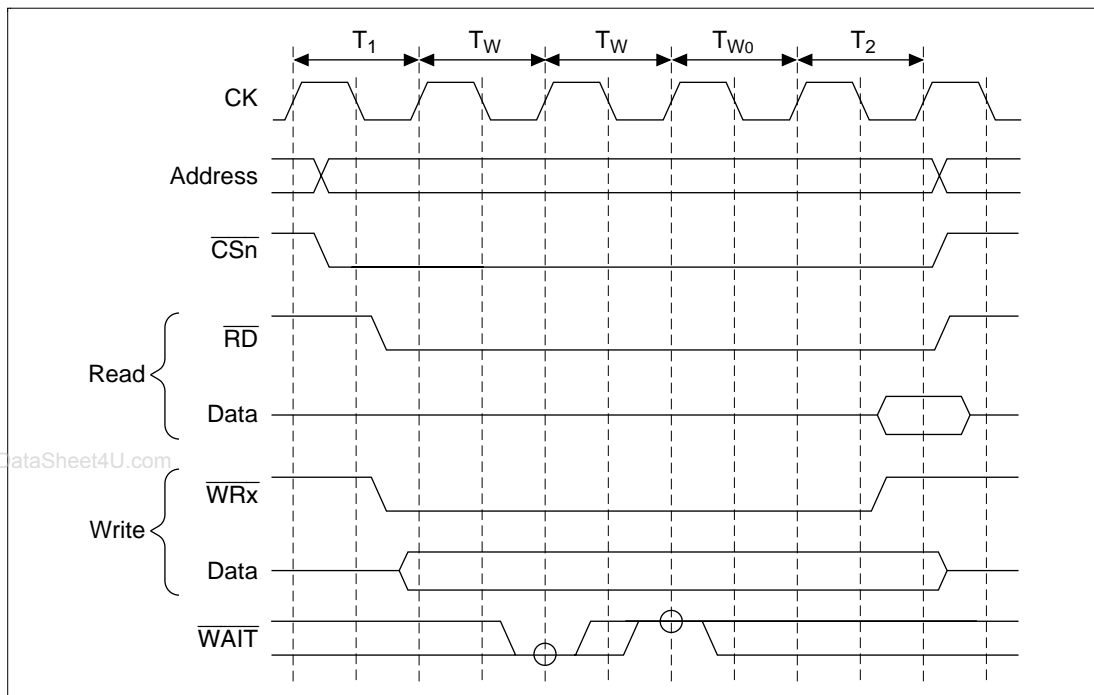 T1 TW TW TW0 T2
CK
Address
CSn
RD
Read
Data
DataSheet4U.com
WRx
Write
Data
WAIT